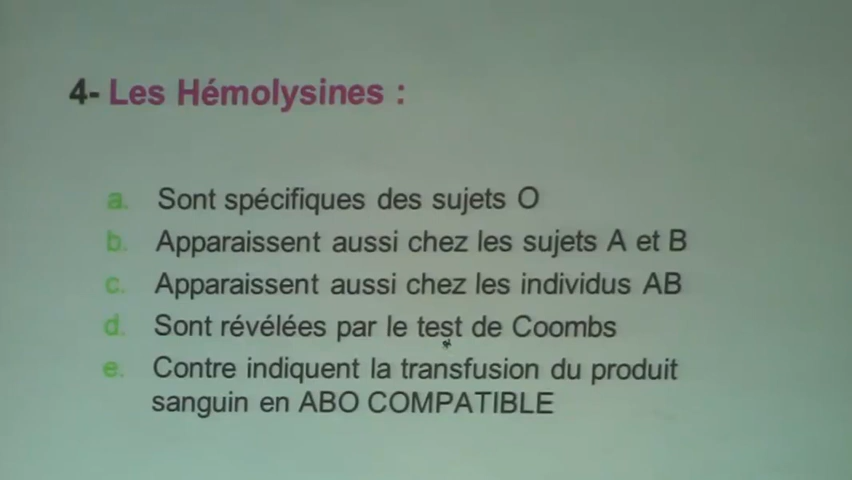 4- Les Hémolysines :
a. Sont spécifiques des sujets O
b. Apparaissent aussi chez les sujets A et B
c. Apparaissent aussi chez les individus AB
d. Sont révélées par le test de Coombs
e. Contre indiquent la transfusion du produit
sanguin en ABO COMPATIBLE